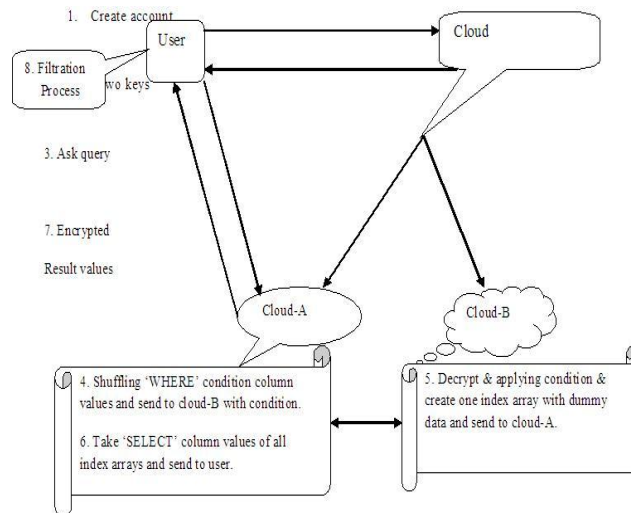 1. Create account
User
Cloud
8. Filtration
Process
keys
3. Ask query
7. Encrypted
Result values
Cloud-A
Cloud-B
4. Shuffling ‘WHERE’ condition column
values and send to cloud-B with condition.
6. Take ‘SELECT’ column values of all
index arrays and send to user.
5. Decrypt & applying condition &
create one index array with dummy
data and send to cloud-A.